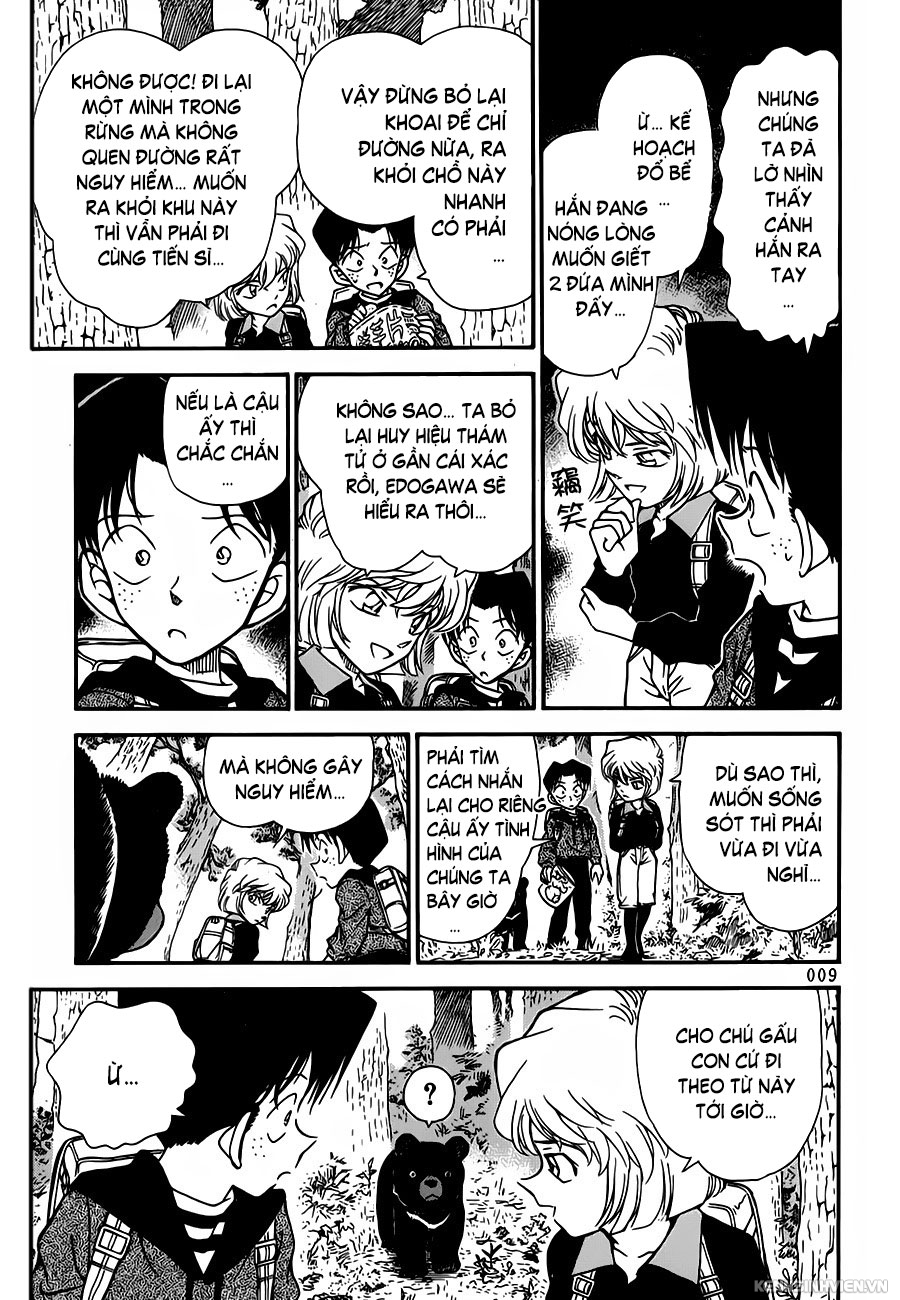 NHƯNG
CHÚNG
TA ĐÃ
LỜ NHÌN
THẤY
CẢNH
HẮN RA
TAY
...
Ừ... KẾ
HOẠCH
ĐỔ BỂ
...
HẮN ĐANG
NÓNG LÒNG
MUỐN GIẾT
2 ĐỨA MÌNH
ĐẤY...
竊
笑
VẬY ĐỪNG BỎ LẠI
KHOAI ĐỂ CHỈ
ĐƯỜNG NỮA, RA
KHỎI CHỖ NÀY
NHANH
CÓ PHẢI
...
KHÔNG ĐƯỢC! ĐI LẠI
MỘT MÌNH TRONG
RỪNG MÀ KHÔNG
QUEN ĐƯỜNG RẤT
NGUY HIỂM... MUỐN
RA KHỎI KHU NÀY
THÌ VẪN PHẢI ĐI
CÙNG TIẾN SĨ...
KHÔNG SAO... TA BỎ
LẠI HUY HIỆU THÁM
TỬ Ở GẦN CÁI XÁC
RỒI, EDOGAWA SẼ
HIỂU RA THÔI...
NẾU LÀ CẬU
ẤY THÌ
CHẮC CHẮN
...
DÙ SAO THÌ,
MUỐN SỐNG
SÓT THÌ PHẢI
VỪA ĐI VỪA
NGHỈ...
PHẢI TÌM
CÁCH NHẮN
LẠI CHO RIÊNG
CẬU ẤY TÌNH
HÌNH CỦA
CHÚNG TA
BÂY GIỜ
...
MÀ KHÔNG GÂY
NGUY HIỂM...
009
CHO CHÚ GẤU
CON CỨ ĐI
THEO TỪ NẢY
TỚI GIỜ...
?
Ừ...